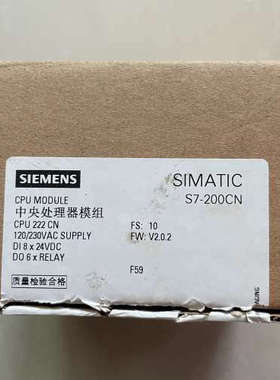 SIEMENS
SIMATIC
S7-200CN
CPU MODULE
中央处理器模组
CPU 222 CN
FS: 10
120/230VAC SUPPLY
FW: V2.0.2
DI 8 x 24VDC
DO 6 x RELAY
F59
质量检验合格